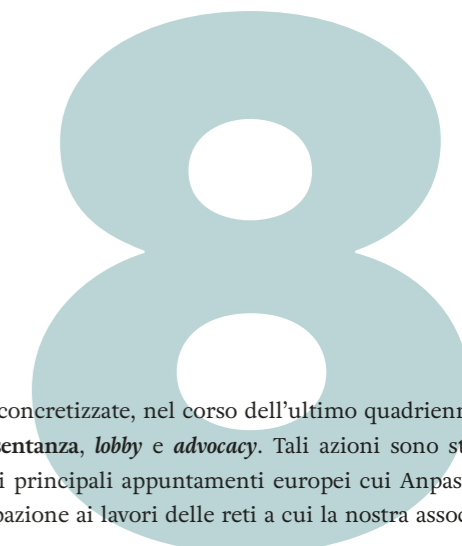 8
concretizzate, nel corso dell'ultimo quadrienn
sentanza, lobby e advocacy. Tali azioni sono st
i principali appuntamenti europei cui Anpas
pazione ai lavori delle reti a cui la nostra assoc